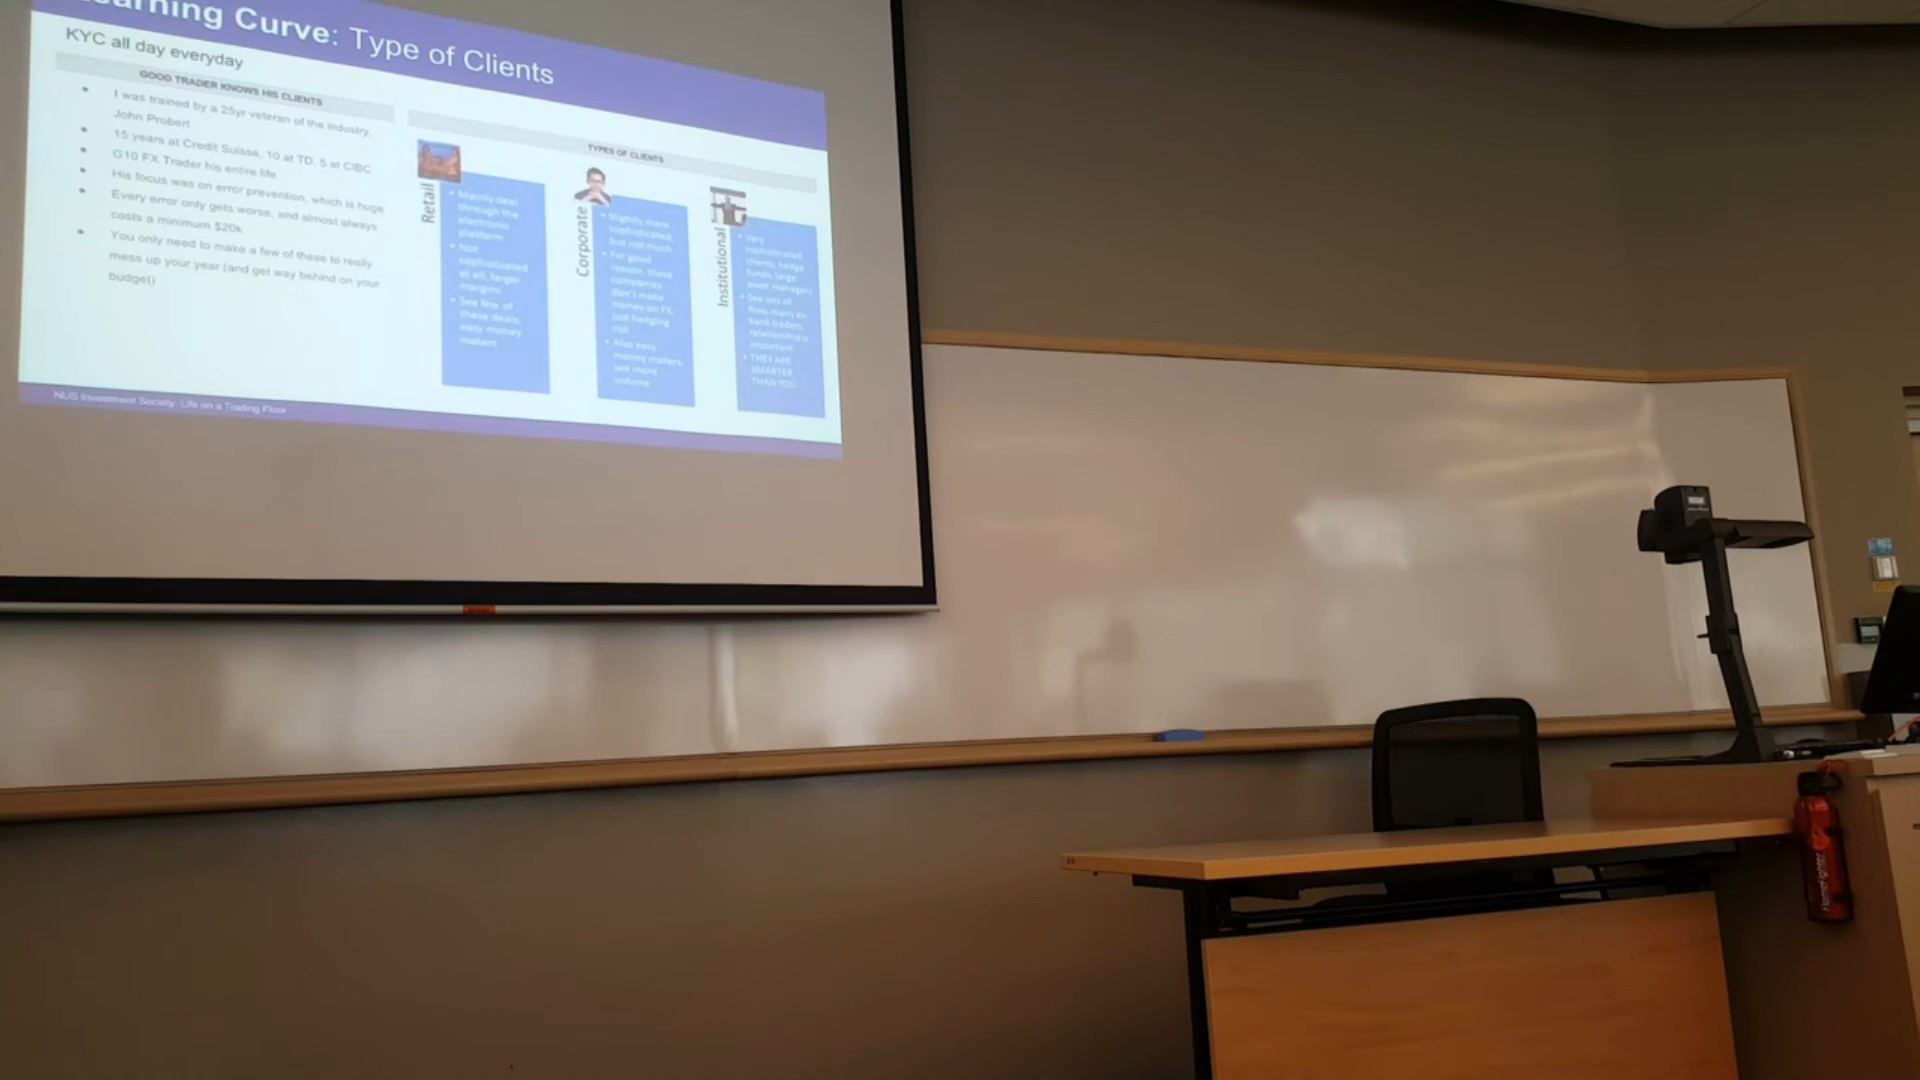 earning Curve: Type of Clients
KYC all day everyday
GOOD TRADER KNOWS HIS CLIENTS
• I was trained by a 25yr veteran of the industry,
John Probert
• 15 years at Credit Suisse, 10 at TD, 5 at CIBC
• G10 FX Trader his entire life
• His focus was on error prevention, which is huge
• Every error only gets worse, and almost always
costs a minimum $20k
• You only need to make a few of these to really
mess up your year (and get way behind on your
budget)
TYPES OF CLIENTS
Retail
• Mainly deal
through the
electronic
platform
• Not
sophisticated
at all, larger
margins
• See few of
these deals,
easy money
makers
Corporate
• Slightly more
sophisticated,
but not much
• For good
reason, these
companies
don't make
money on FX,
just hedging
risk
• Also easy
money makers,
see more
volume
Institutional
• Very
sophisticated
clients, hedge
funds, large
asset managers
• See lots of
flow, many ex-
bank traders,
relationship is
important
• THEY ARE
SMARTER
THAN YOU
NUS Investment Society: Life on a Trading Floor